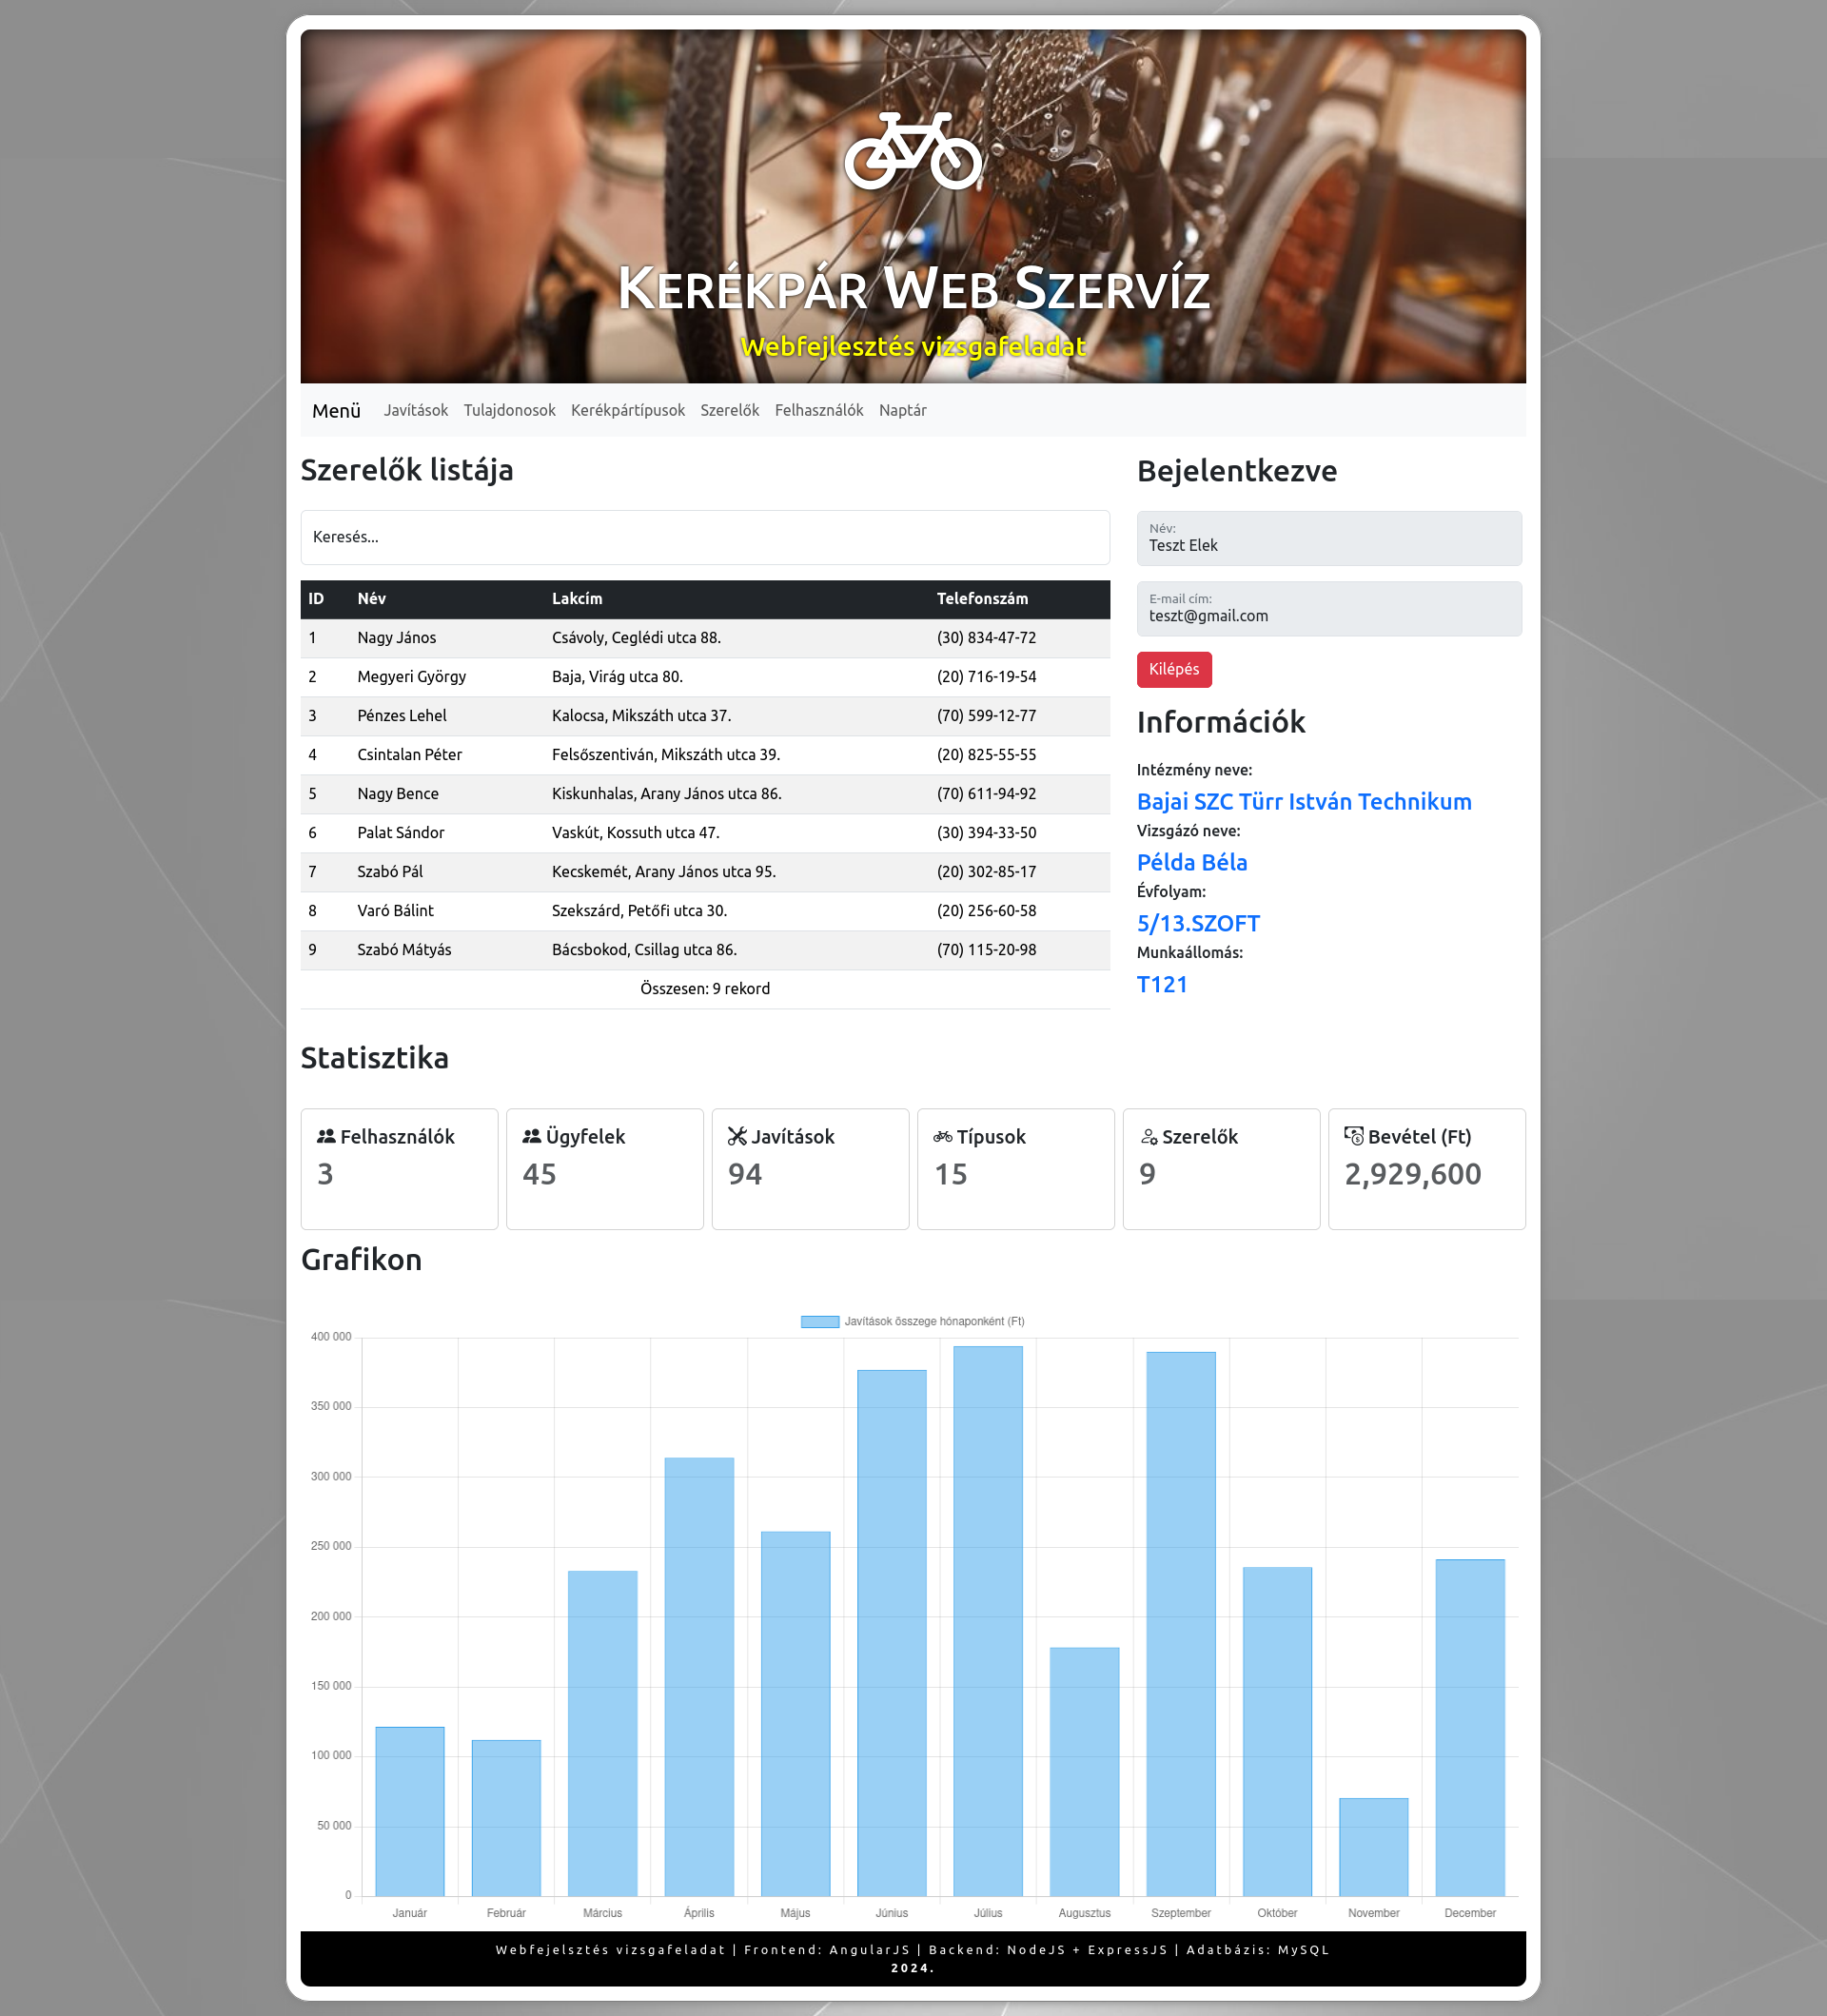 Kerékpár Web Szervíz
Webfejlesztés vizsgafeladat
Menü Javítások Tulajdonosok Kerékpártípusok Szerelők Felhasználók Naptár
Szerelők listája
Keresés...
ID Név Lakcím Telefonszám
1 Nagy János Csávoly, Ceglédi utca 88. (30) 834-47-72
2 Megyeri György Baja, Virág utca 80. (20) 716-19-54
3 Pénzes Lehel Kalocsa, Mikszáth utca 37. (70) 599-12-77
4 Csintalan Péter Felsőszentiván, Mikszáth utca 39. (20) 825-55-55
5 Nagy Bence Kiskunhalas, Arany János utca 86. (70) 611-94-92
6 Palat Sándor Vaskút, Kossuth utca 47. (30) 394-33-50
7 Szabó Pál Kecskemét, Arany János utca 95. (20) 302-85-17
8 Varó Bálint Szekszárd, Petőfi utca 30. (20) 256-60-58
9 Szabó Mátyás Bácsbokod, Csillag utca 86. (70) 115-20-98
Összesen: 9 rekord
Bejelentkezve
Név:
Teszt Elek
E-mail cím:
teszt@gmail.com
Kilépés
Információk
Intézmény neve:
Bajai SZC Türr István Technikum
Vizsgázó neve:
Példa Béla
Évfolyam:
5/13.SZOFT
Munkaállomás:
T121
Statisztika
Felhasználók
3
Ügyfelek
45
Javítások
94
Típusok
15
Szerelők
9
Bevétel (Ft)
2,929,600
Grafikon
Javítások összege hónaponként (Ft)
400 000
350 000
300 000
250 000
200 000
150 000
100 000
50 000
0
Január Február Március Április Május Június Július Augusztus Szeptember Október November December
Webfejelsztés vizsgafeladat | Frontend: AngularJS | Backend: NodeJS + ExpressJS | Adatbázis: MySQL
2024.